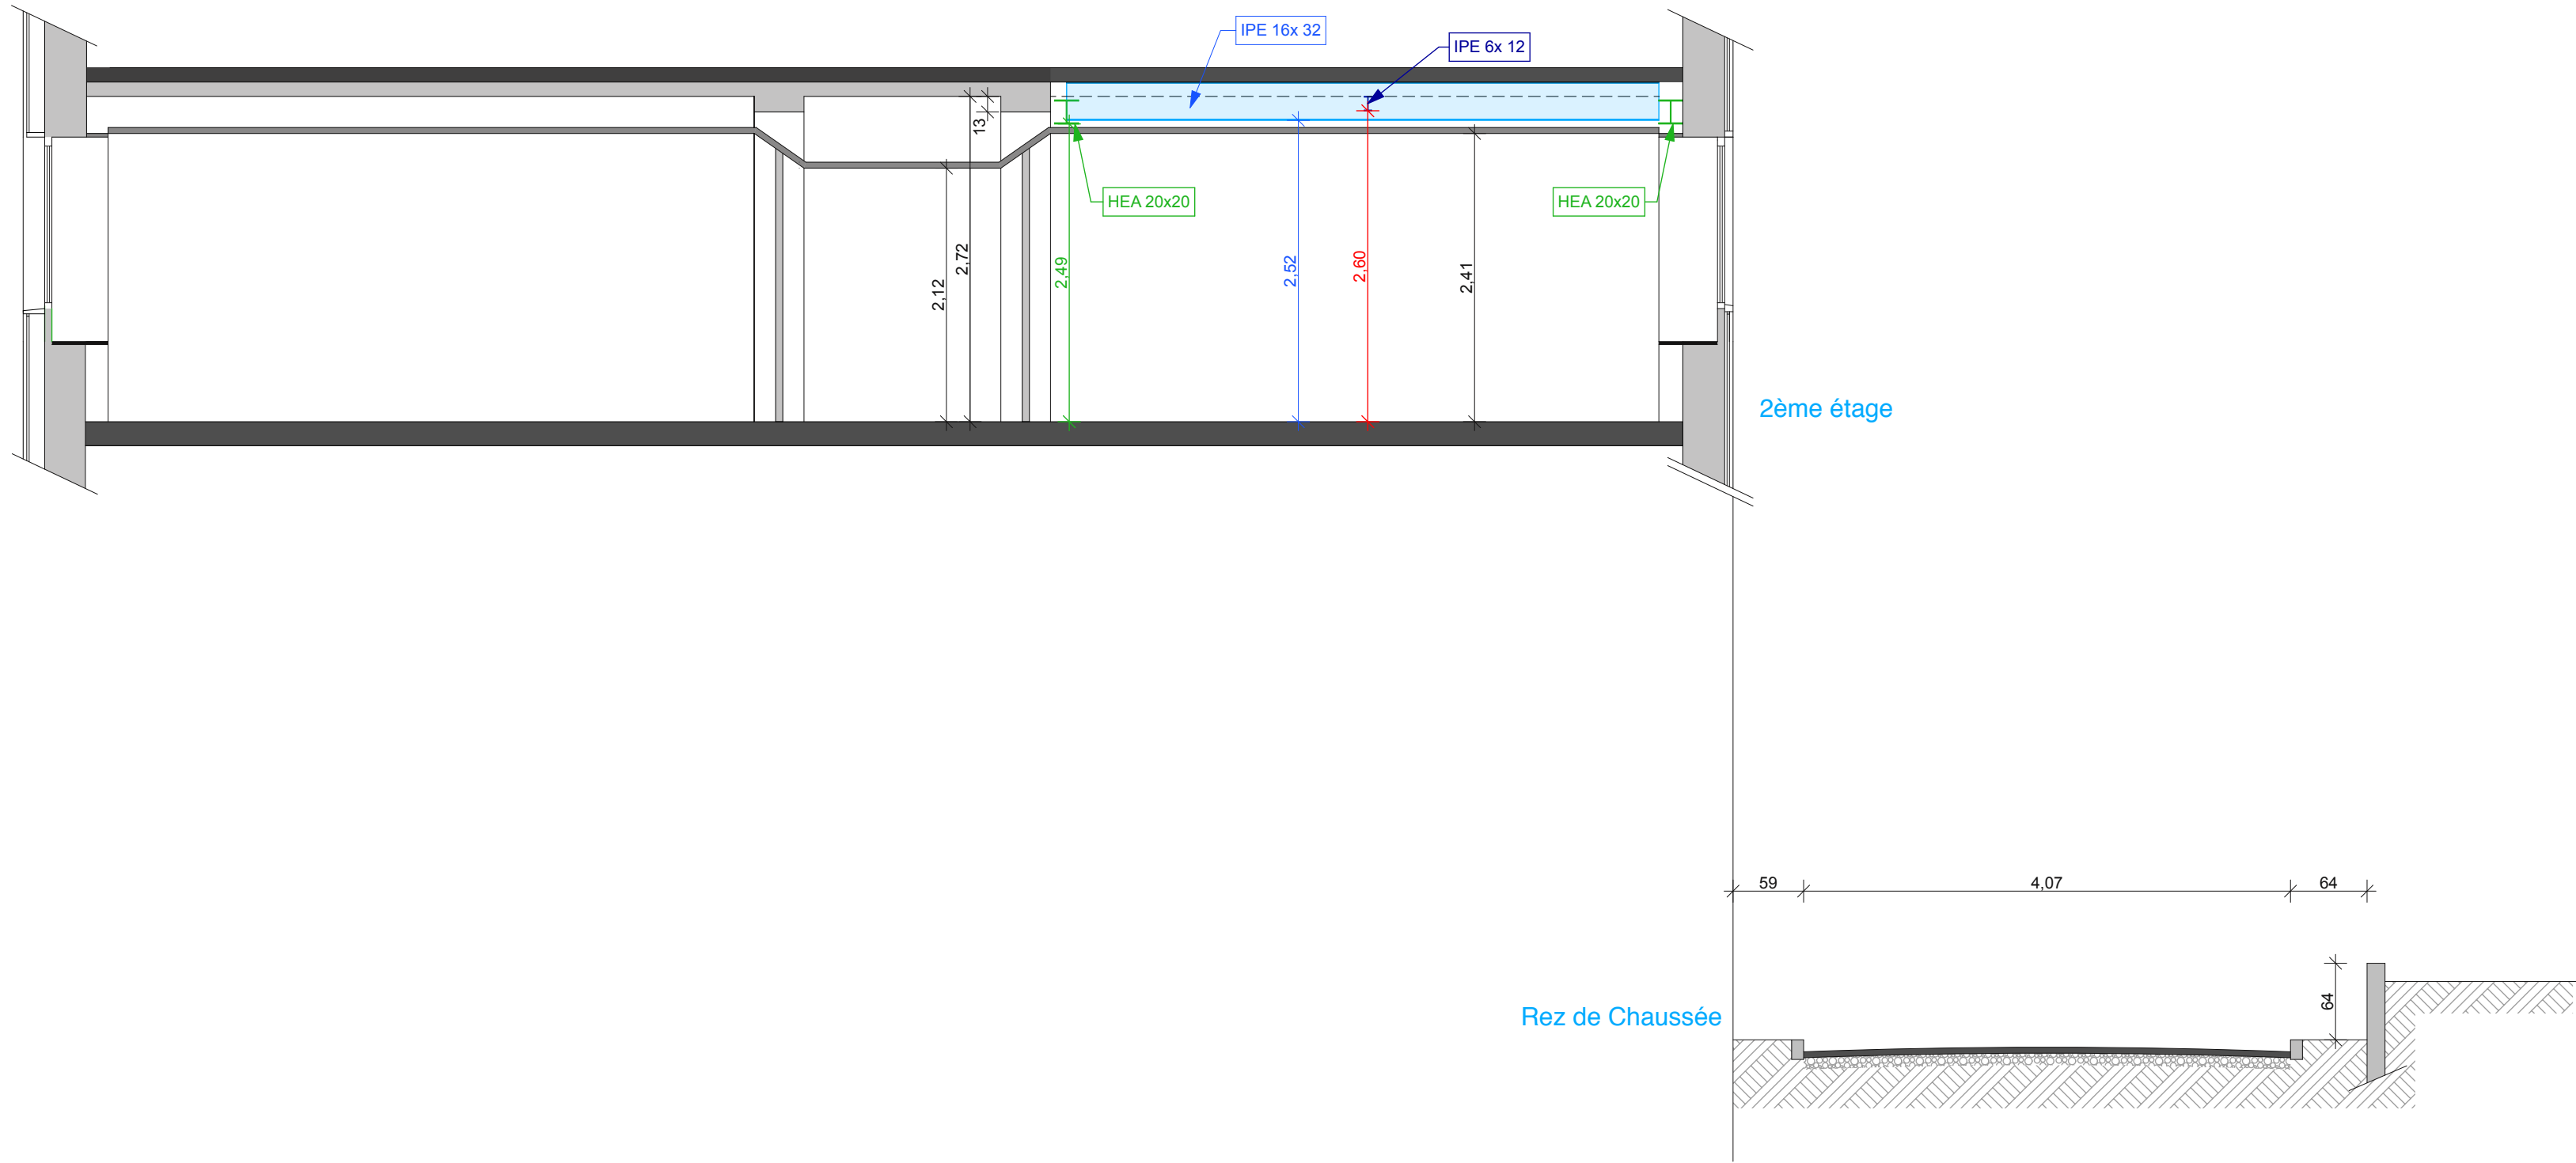 IPE 16x 32
IPE 6x 12
13
HEA 20x20
HEA 20x20
2,12
2,72
2,49
2,52
2,60
2,41
2ème étage
59
4,07
64
64
Rez de Chaussée